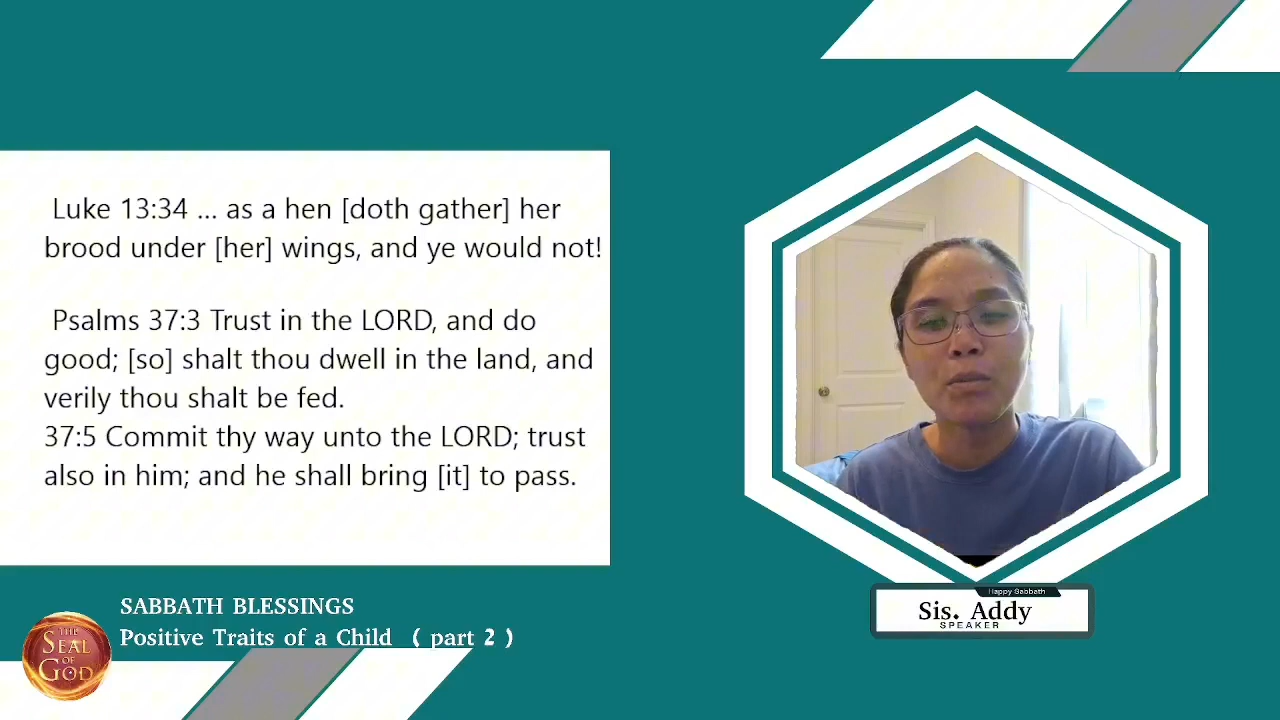 Luke 13:34 ... as a hen [doth gather] her
brood under [her] wings, and ye would not!
Psalms 37:3 Trust in the LORD, and do
good; [so] shalt thou dwell in the land, and
verily thou shalt be fed.
37:5 Commit thy way unto the LORD; trust
also in him; and he shall bring [it] to pass.
Happy Sabbath
Sis. Addy
SPEAKER
SABBATH BLESSINGS
Positive Traits of a Child ( part 2 )
THE
SEAL
OF
GOD